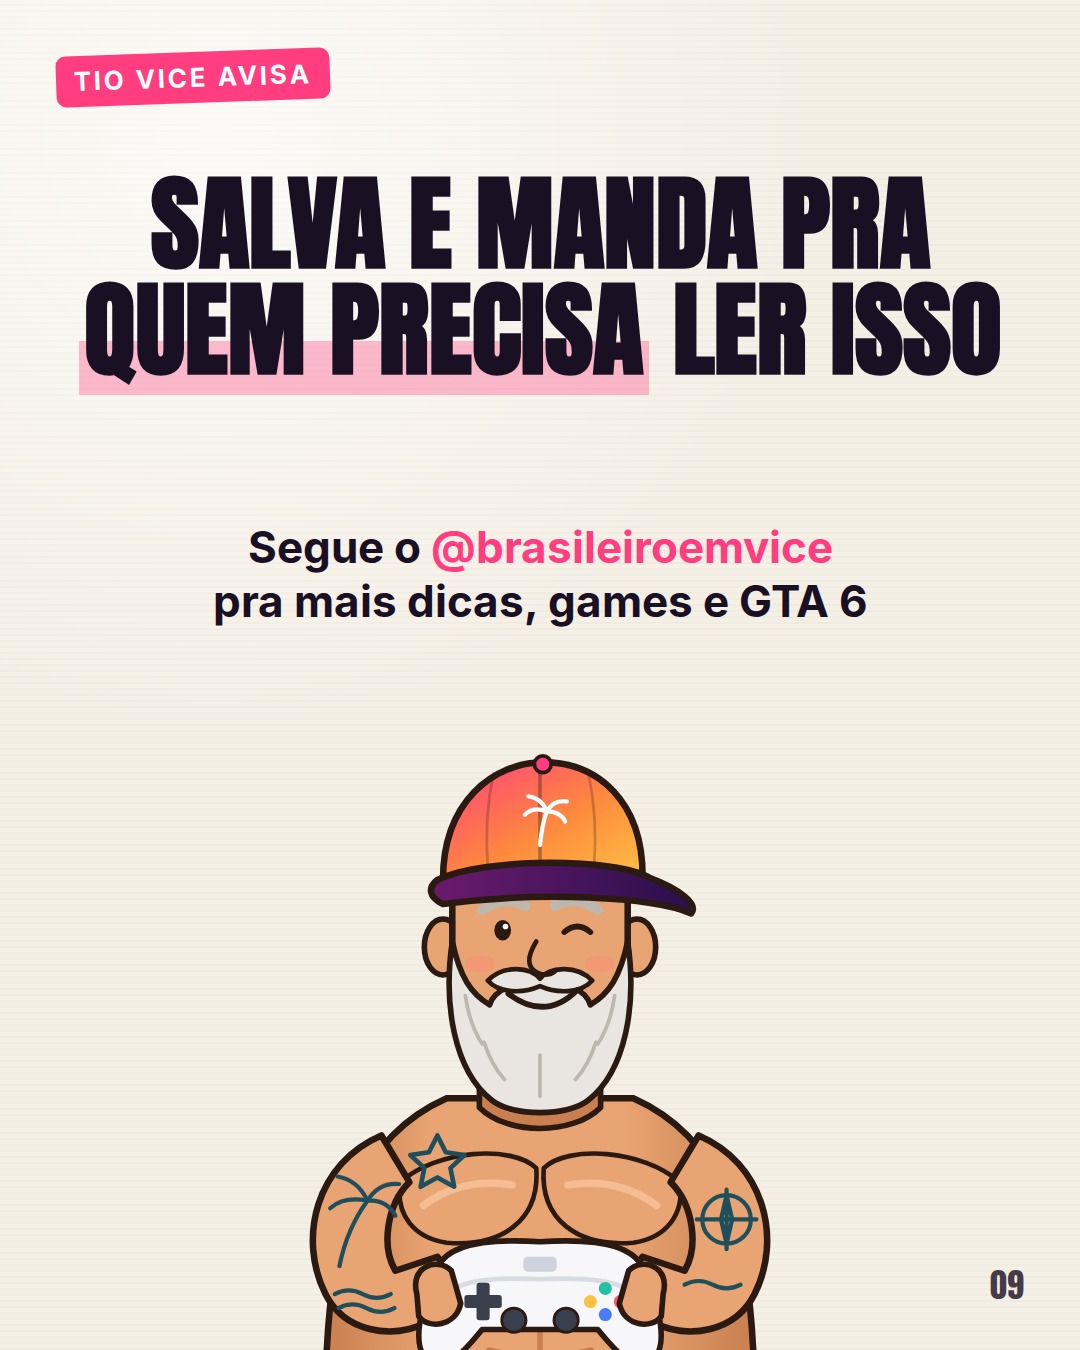 TIO VICE AVISA
SALVA E MANDA PRA
QUEM PRECISA LER ISSO
Segue o @brasileiroemvice
pra mais dicas, games e GTA 6
09